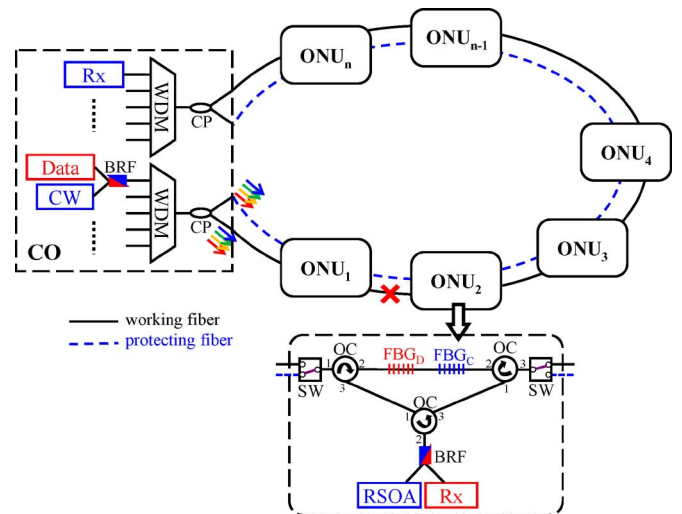 ONUn
ONUn-1
Rx
WDM
CP
ONU4
Data
BRF
CW
WDM
CP
CO
ONU3
ONU1
ONU2
working fiber
protecting fiber
OC
FBGD
FBGC
OC
1
2
2
3
SW
3
OC
1
SW
1
3
2
BRF
RSOA
Rx